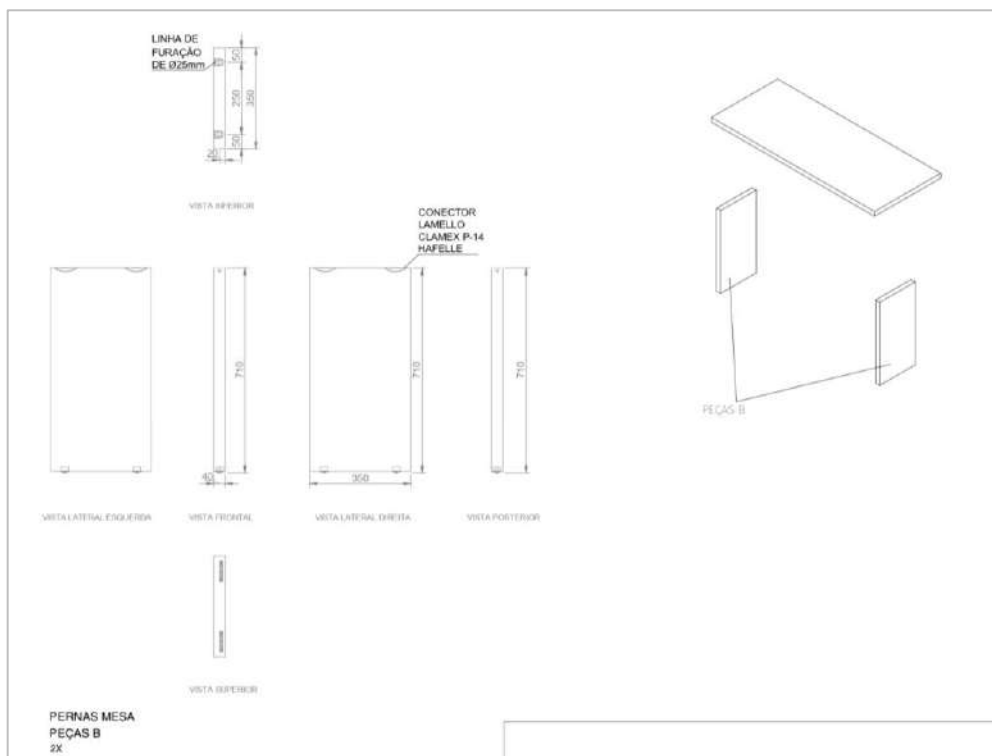 LINHA DE
FURAÇÃO
DE Ø25mm
50
250
350
50
20
VISTA INFERIOR
CONECTOR
LAMELLO
CLAMEX P-14
HAFELLE
710
710
710
40
350
VISTA LATERAL ESQUERDA
VISTA FRONTAL
VISTA LATERAL DIREITA
VISTA POSTERIOR
PEÇAS B
VISTA SUPERIOR
PERNAS MESA
PEÇAS B
2X